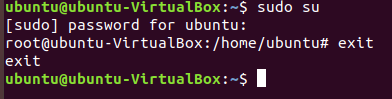 ubuntu@ubuntu-VirtualBox:~$ sudo su
[sudo] password for ubuntu:
root@ubuntu-VirtualBox:/home/ubuntu# exit
exit
ubuntu@ubuntu-VirtualBox:~$